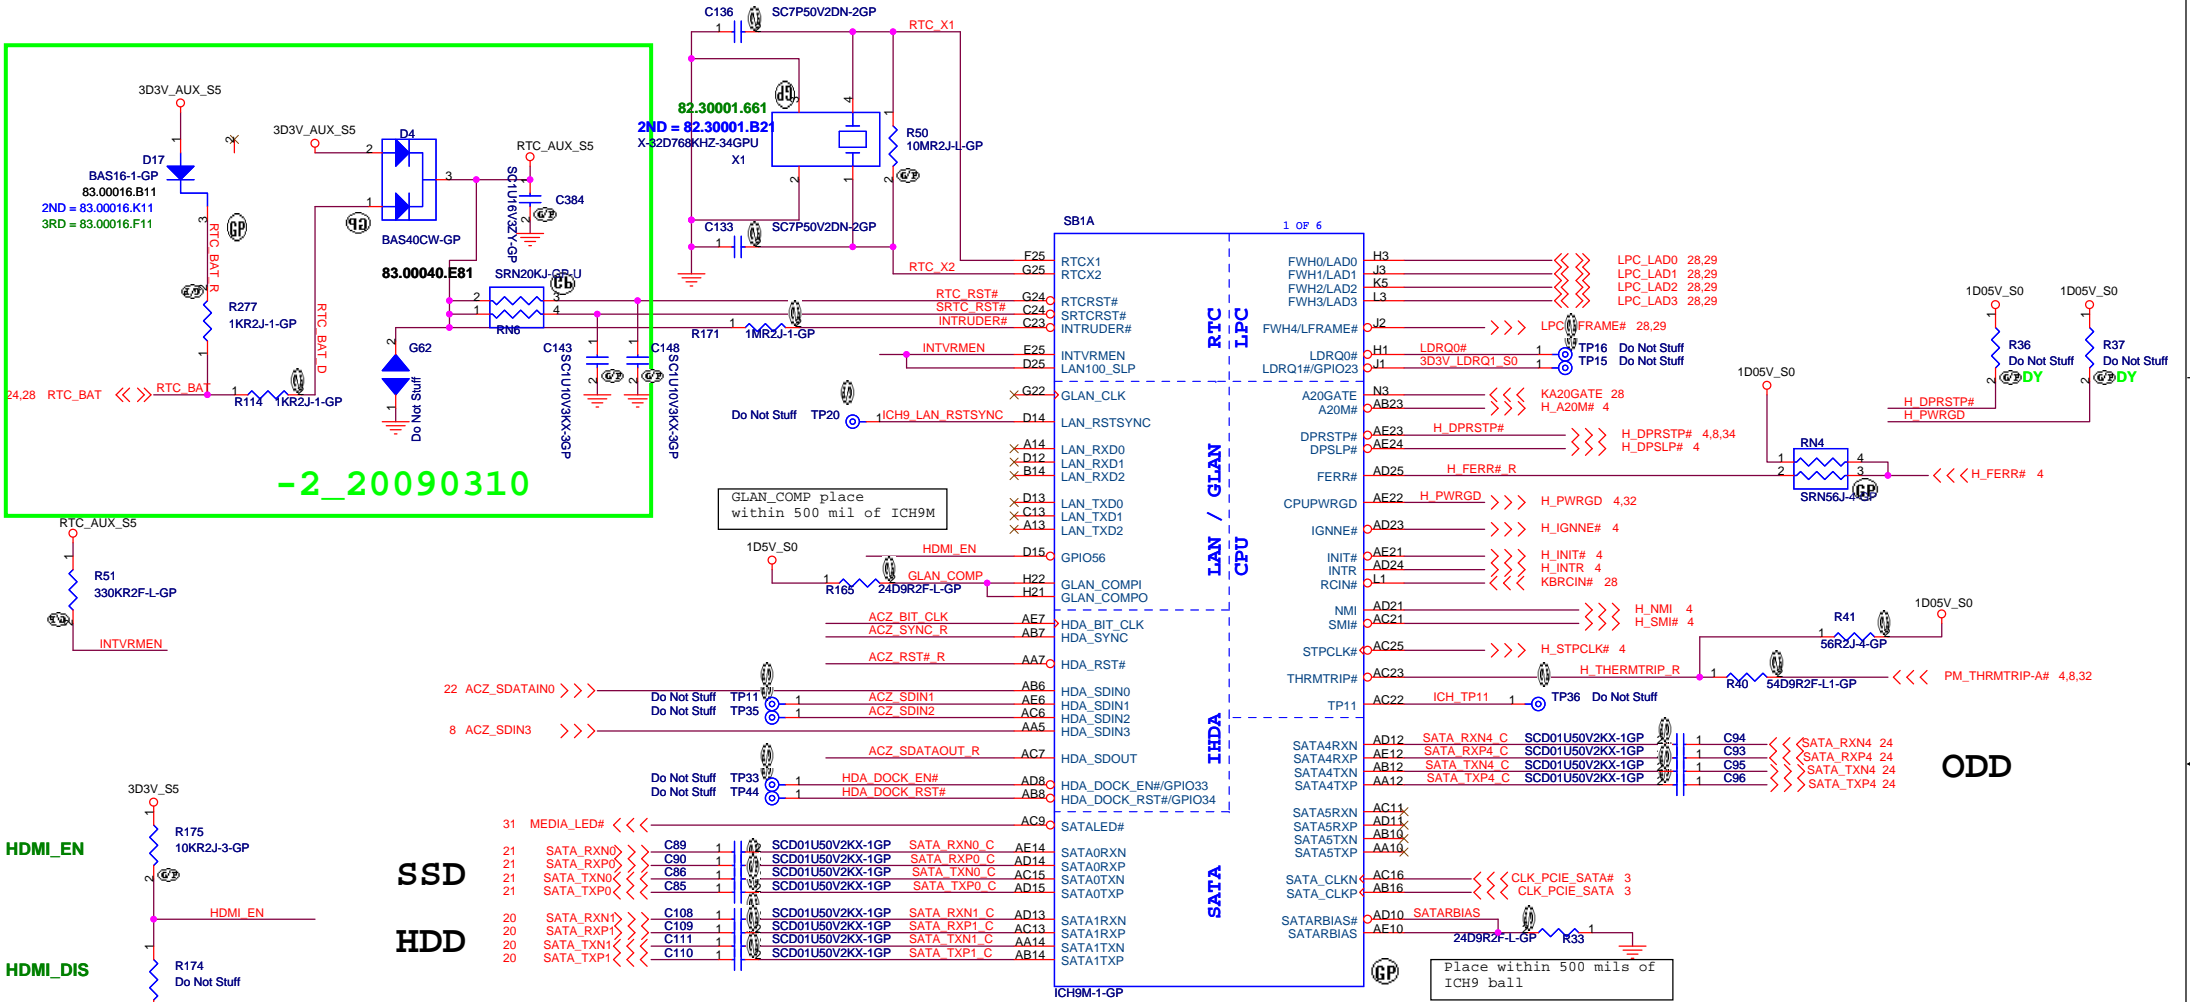 C136 SC7P50V2DN-2GP
1 2 RTC_X1
3D3V_AUX_S5
3D3V_AUX_S5
D4
RTC_AUX_S5
D17
BAS16-1-GP
83.00016.B11
2ND = 83.00016.K11
3RD = 83.00016.F11
RTC_BAT_R
RTC_BAT_D
BAS40CW-GP
83.00040.E81
SC1U16V3ZY-GP
C384
SRN20KJ-GP-U
RN6
R277
1KR2J-1-GP
24,28 RTC_BAT
RTC_BAT
R114 1KR2J-1-GP
G62
Do Not Stuff
C143
SC1U10V3KX-3GP
C148
SC1U10V3KX-3GP
-2_20090310
82.30001.661
2ND = 82.30001.B21
X-32D768KHZ-34GPU
X1
R50
10MR2J-L-GP
C133 SC7P50V2DN-2GP
RTC_X2
RTC_RST#
SRTC_RST#
INTRUDER#
R171 1MR2J-1-GP
INTVRMEN
Do Not Stuff TP20 ICH9_LAN_RSTSYNC
GLAN_COMP place
within 500 mil of ICH9M
HDMI_EN
1D5V_S0
GLAN_COMP
R165 24D9R2F-L-GP
ACZ_BIT_CLK
ACZ_SYNC_R
ACZ_RST#_R
22 ACZ_SDATAIN0
Do Not Stuff TP11 ACZ_SDIN1
Do Not Stuff TP35 ACZ_SDIN2
8 ACZ_SDIN3
ACZ_SDATAOUT_R
Do Not Stuff TP33 HDA_DOCK_EN#
Do Not Stuff TP44 HDA_DOCK_RST#
31 MEDIA_LED#
RTC_AUX_S5
R51
330KR2F-L-GP
INTVRMEN
3D3V_S5
R175
10KR2J-3-GP
HDMI_EN
HDMI_EN
HDMI_DIS
R174
Do Not Stuff
SSD
21 SATA_RXN0 C89 1 2 SCD01U50V2KX-1GP SATA_RXN0_C
21 SATA_RXP0 C90 1 2 SCD01U50V2KX-1GP SATA_RXP0_C
21 SATA_TXN0 C86 1 2 SCD01U50V2KX-1GP SATA_TXN0_C
21 SATA_TXP0 C85 1 2 SCD01U50V2KX-1GP SATA_TXP0_C
HDD
20 SATA_RXN1 C108 1 2 SCD01U50V2KX-1GP SATA_RXN1_C
20 SATA_RXP1 C109 1 2 SCD01U50V2KX-1GP SATA_RXP1_C
20 SATA_TXN1 C111 1 2 SCD01U50V2KX-1GP SATA_TXN1_C
20 SATA_TXP1 C110 1 2 SCD01U50V2KX-1GP SATA_TXP1_C
SB1A
1 OF 6
F25 RTCX1
G25 RTCX2
G24 RTCRST#
C24 SRTCRST#
C23 INTRUDER#
E25 INTVRMEN
D25 LAN100_SLP
G22 GLAN_CLK
D14 LAN_RSTSYNC
A14 LAN_RXD0
D12 LAN_RXD1
B14 LAN_RXD2
D13 LAN_TXD0
C13 LAN_TXD1
A13 LAN_TXD2
D15 GPIO56
H22 GLAN_COMPI
H21 GLAN_COMPO
AE7 HDA_BIT_CLK
AB7 HDA_SYNC
AA7 HDA_RST#
AB6 HDA_SDIN0
AE6 HDA_SDIN1
AC6 HDA_SDIN2
AA5 HDA_SDIN3
AC7 HDA_SDOUT
AD8 HDA_DOCK_EN#/GPIO33
AB8 HDA_DOCK_RST#/GPIO34
AC9 SATALED#
AE14 SATA0RXN
AD14 SATA0RXP
AC15 SATA0TXN
AD15 SATA0TXP
AD13 SATA1RXN
AC13 SATA1RXP
AA14 SATA1TXN
AB14 SATA1TXP
ICH9M-1-GP
RTC
LPC
LAN / GLAN
CPU
IHDA
SATA
FWH0/LAD0 H3 LPC_LAD0 28,29
FWH1/LAD1 J3 LPC_LAD1 28,29
FWH2/LAD2 K5 LPC_LAD2 28,29
FWH3/LAD3 L3 LPC_LAD3 28,29
FWH4/LFRAME# J2 LPC_LFRAME# 28,29
LDRQ0# H1 LDRQ0# 1 TP16 Do Not Stuff
LDRQ1#/GPIO23 J1 3D3V_LDRQ1_S0 1 TP15 Do Not Stuff
A20GATE N3 KA20GATE 28
A20M# AB23 H_A20M# 4
DPRSTP# AE23 H_DPRSTP# H_DPRSTP# 4,8,34
DPSLP# AE24 H_DPSLP# 4
FERR# AD25 H_FERR#_R
CPUPWRGD AE22 H_PWRGD H_PWRGD 4,32
IGNNE# AD23 H_IGNNE# 4
INIT# AE21 H_INIT# 4
INTR AD24 H_INTR 4
RCIN# L1 KBRCIN# 28
NMI AD21 H_NMI 4
SMI# AC21 H_SMI# 4
STPCLK# AC25 H_STPCLK# 4
THRMTRIP# AC23 H_THERMTRIP_R
TP11 AC22 ICH_TP11 1 TP36 Do Not Stuff
SATA4RXN AD12 SATA_RXN4_C SCD01U50V2KX-1GP 1 C94 SATA_RXN4 24
SATA4RXP AE12 SATA_RXP4_C SCD01U50V2KX-1GP 1 C93 SATA_RXP4 24
SATA4TXN AB12 SATA_TXN4_C SCD01U50V2KX-1GP 1 C95 SATA_TXN4 24
SATA4TXP AA12 SATA_TXP4_C SCD01U50V2KX-1GP 1 C96 SATA_TXP4 24
ODD
SATA5RXN AC11
SATA5RXP AD11
SATA5TXN AB10
SATA5TXP AA10
SATA_CLKN AC16 CLK_PCIE_SATA# 3
SATA_CLKP AB16 CLK_PCIE_SATA 3
SATARBIAS# AD10 SATARBIAS
SATARBIAS AE10
24D9R2F-L-GP R33
Place within 500 mils of
ICH9 ball
1D05V_S0 1D05V_S0
R36
Do Not Stuff
DY
R37
Do Not Stuff
DY
H_DPRSTP#
H_PWRGD
1D05V_S0
RN4
SRN56J-4-GP
H_FERR# 4
R41
56R2J-4-GP
1D05V_S0
R40 54D9R2F-L1-GP
PM_THRMTRIP-A# 4,8,32